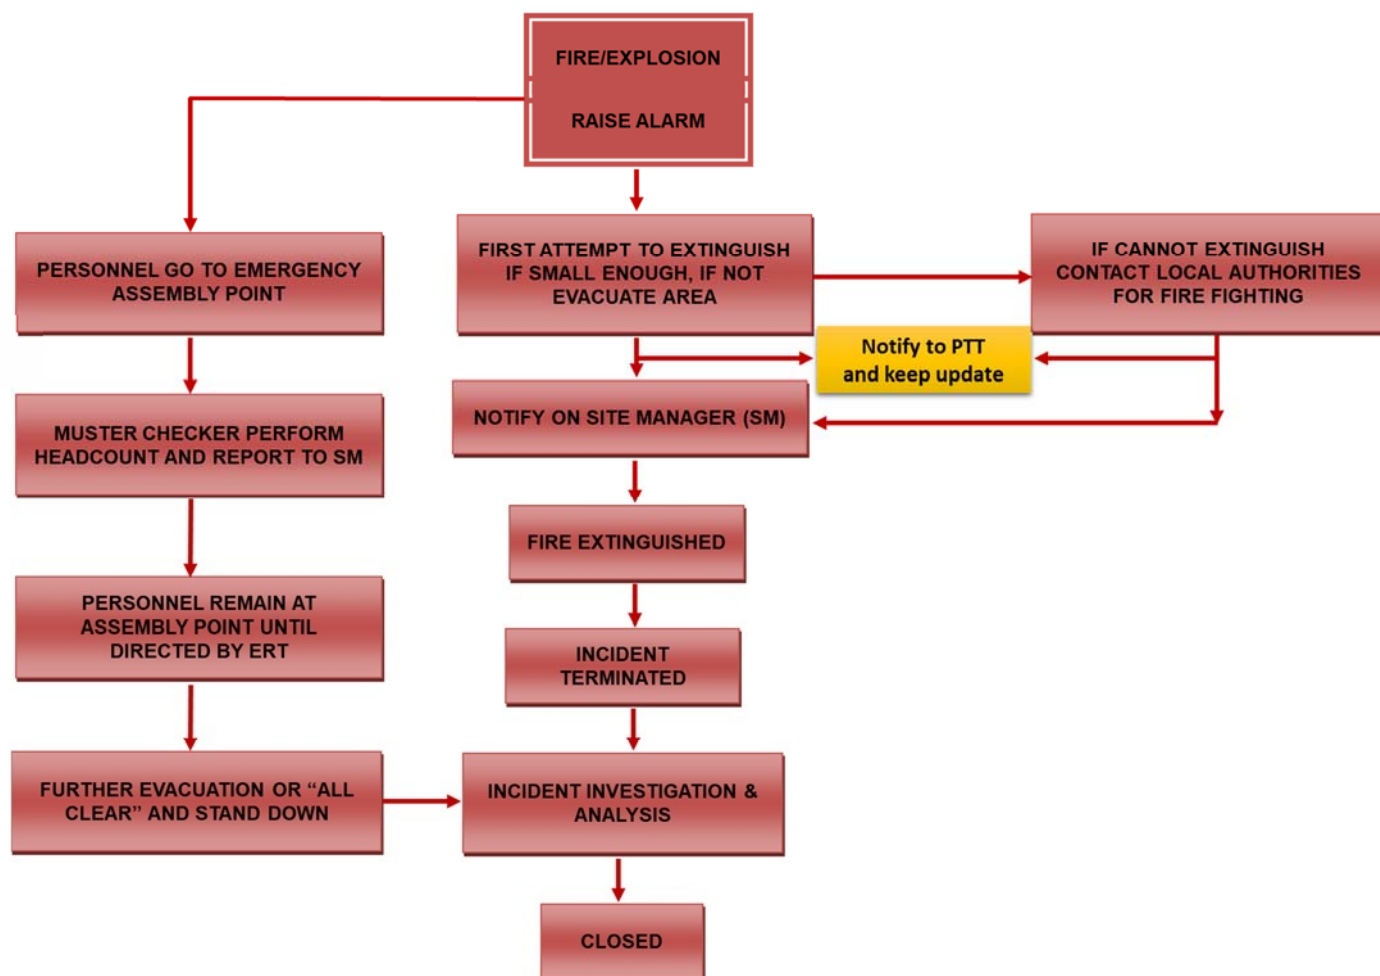 FIRE/EXPLOSION
RAISE ALARM
PERSONNEL GO TO EMERGENCY
ASSEMBLY POINT
FIRST ATTEMPT TO EXTINGUISH
IF SMALL ENOUGH, IF NOT
EVACUATE AREA
IF CANNOT EXTINGUISH
CONTACT LOCAL AUTHORITIES
FOR FIRE FIGHTING
Notify to PTT
and keep update
MUSTER CHECKER PERFORM
HEADCOUNT AND REPORT TO SM
NOTIFY ON SITE MANAGER (SM)
FIRE EXTINGUISHED
PERSONNEL REMAIN AT
ASSEMBLY POINT UNTIL
DIRECTED BY ERT
INCIDENT
TERMINATED
FURTHER EVACUATION OR “ALL
CLEAR” AND STAND DOWN
INCIDENT INVESTIGATION &
ANALYSIS
CLOSED